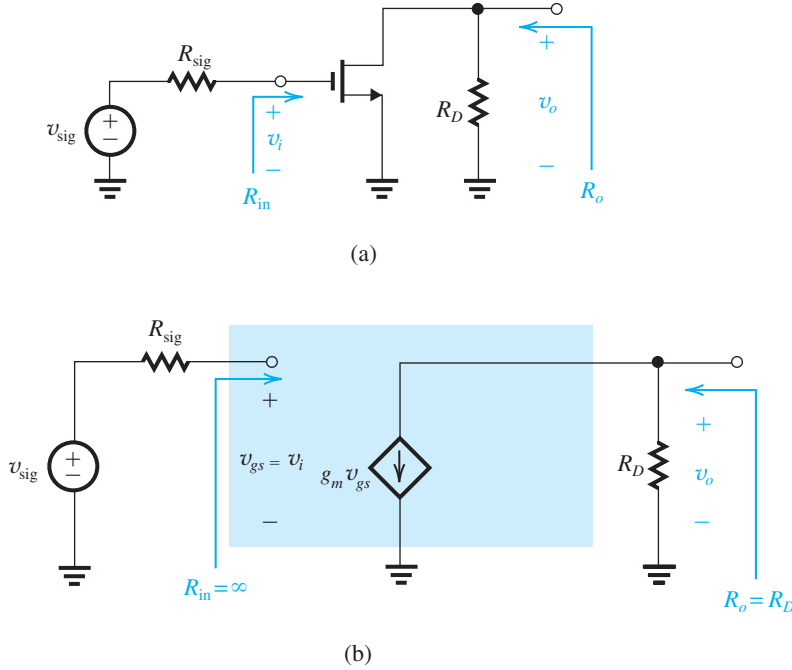 R_sig
v_sig
+
−
+
v_i
−
R_in
R_D
+
v_o
−
R_o
(a)
R_sig
v_sig
+
−
+
v_gs = v_i
−
g_m v_gs
R_D
+
v_o
−
R_in = ∞
R_o = R_D
(b)